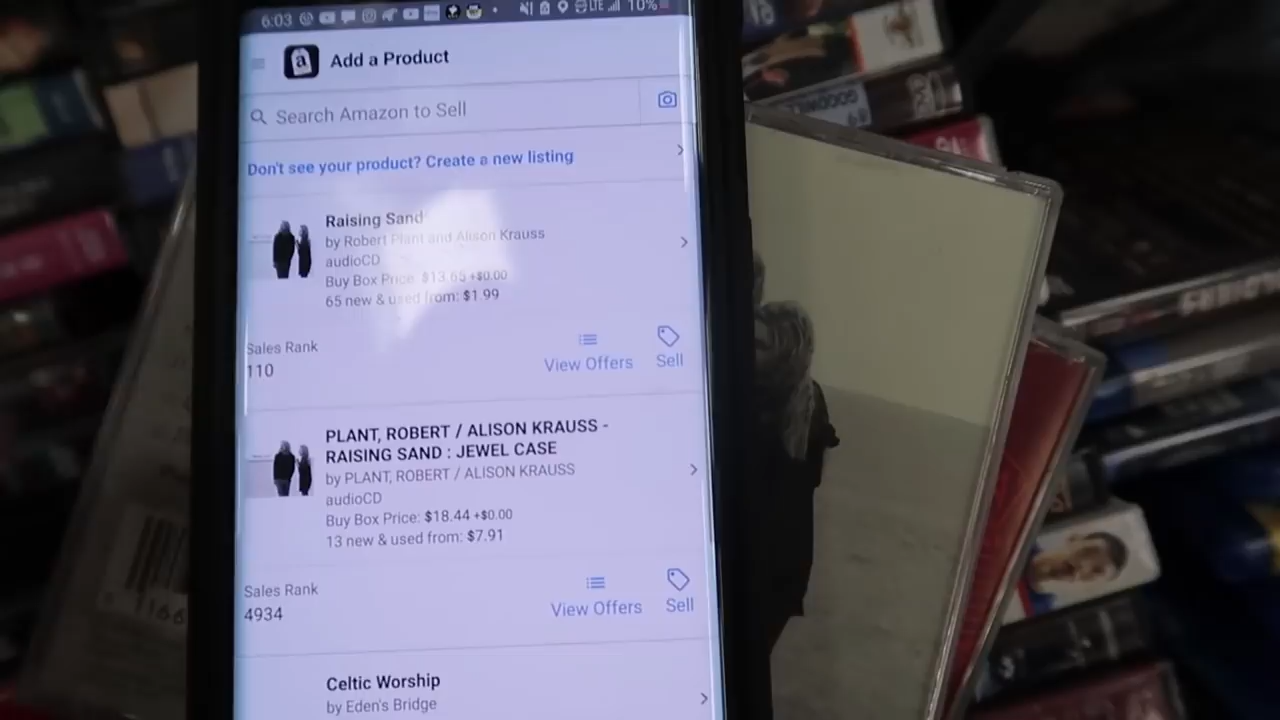 6:03
LTE
10%
Add a Product
Search Amazon to Sell
Don't see your product? Create a new listing
Raising Sand
by Robert Plant and Alison Krauss
audioCD
Buy Box Price: $13.65 +$0.00
65 new & used from: $1.99
Sales Rank
110
View Offers
Sell
PLANT, ROBERT / ALISON KRAUSS -
RAISING SAND : JEWEL CASE
by PLANT, ROBERT / ALISON KRAUSS
audioCD
Buy Box Price: $18.44 +$0.00
13 new & used from: $7.91
Sales Rank
4934
View Offers
Sell
Celtic Worship
by Eden's Bridge